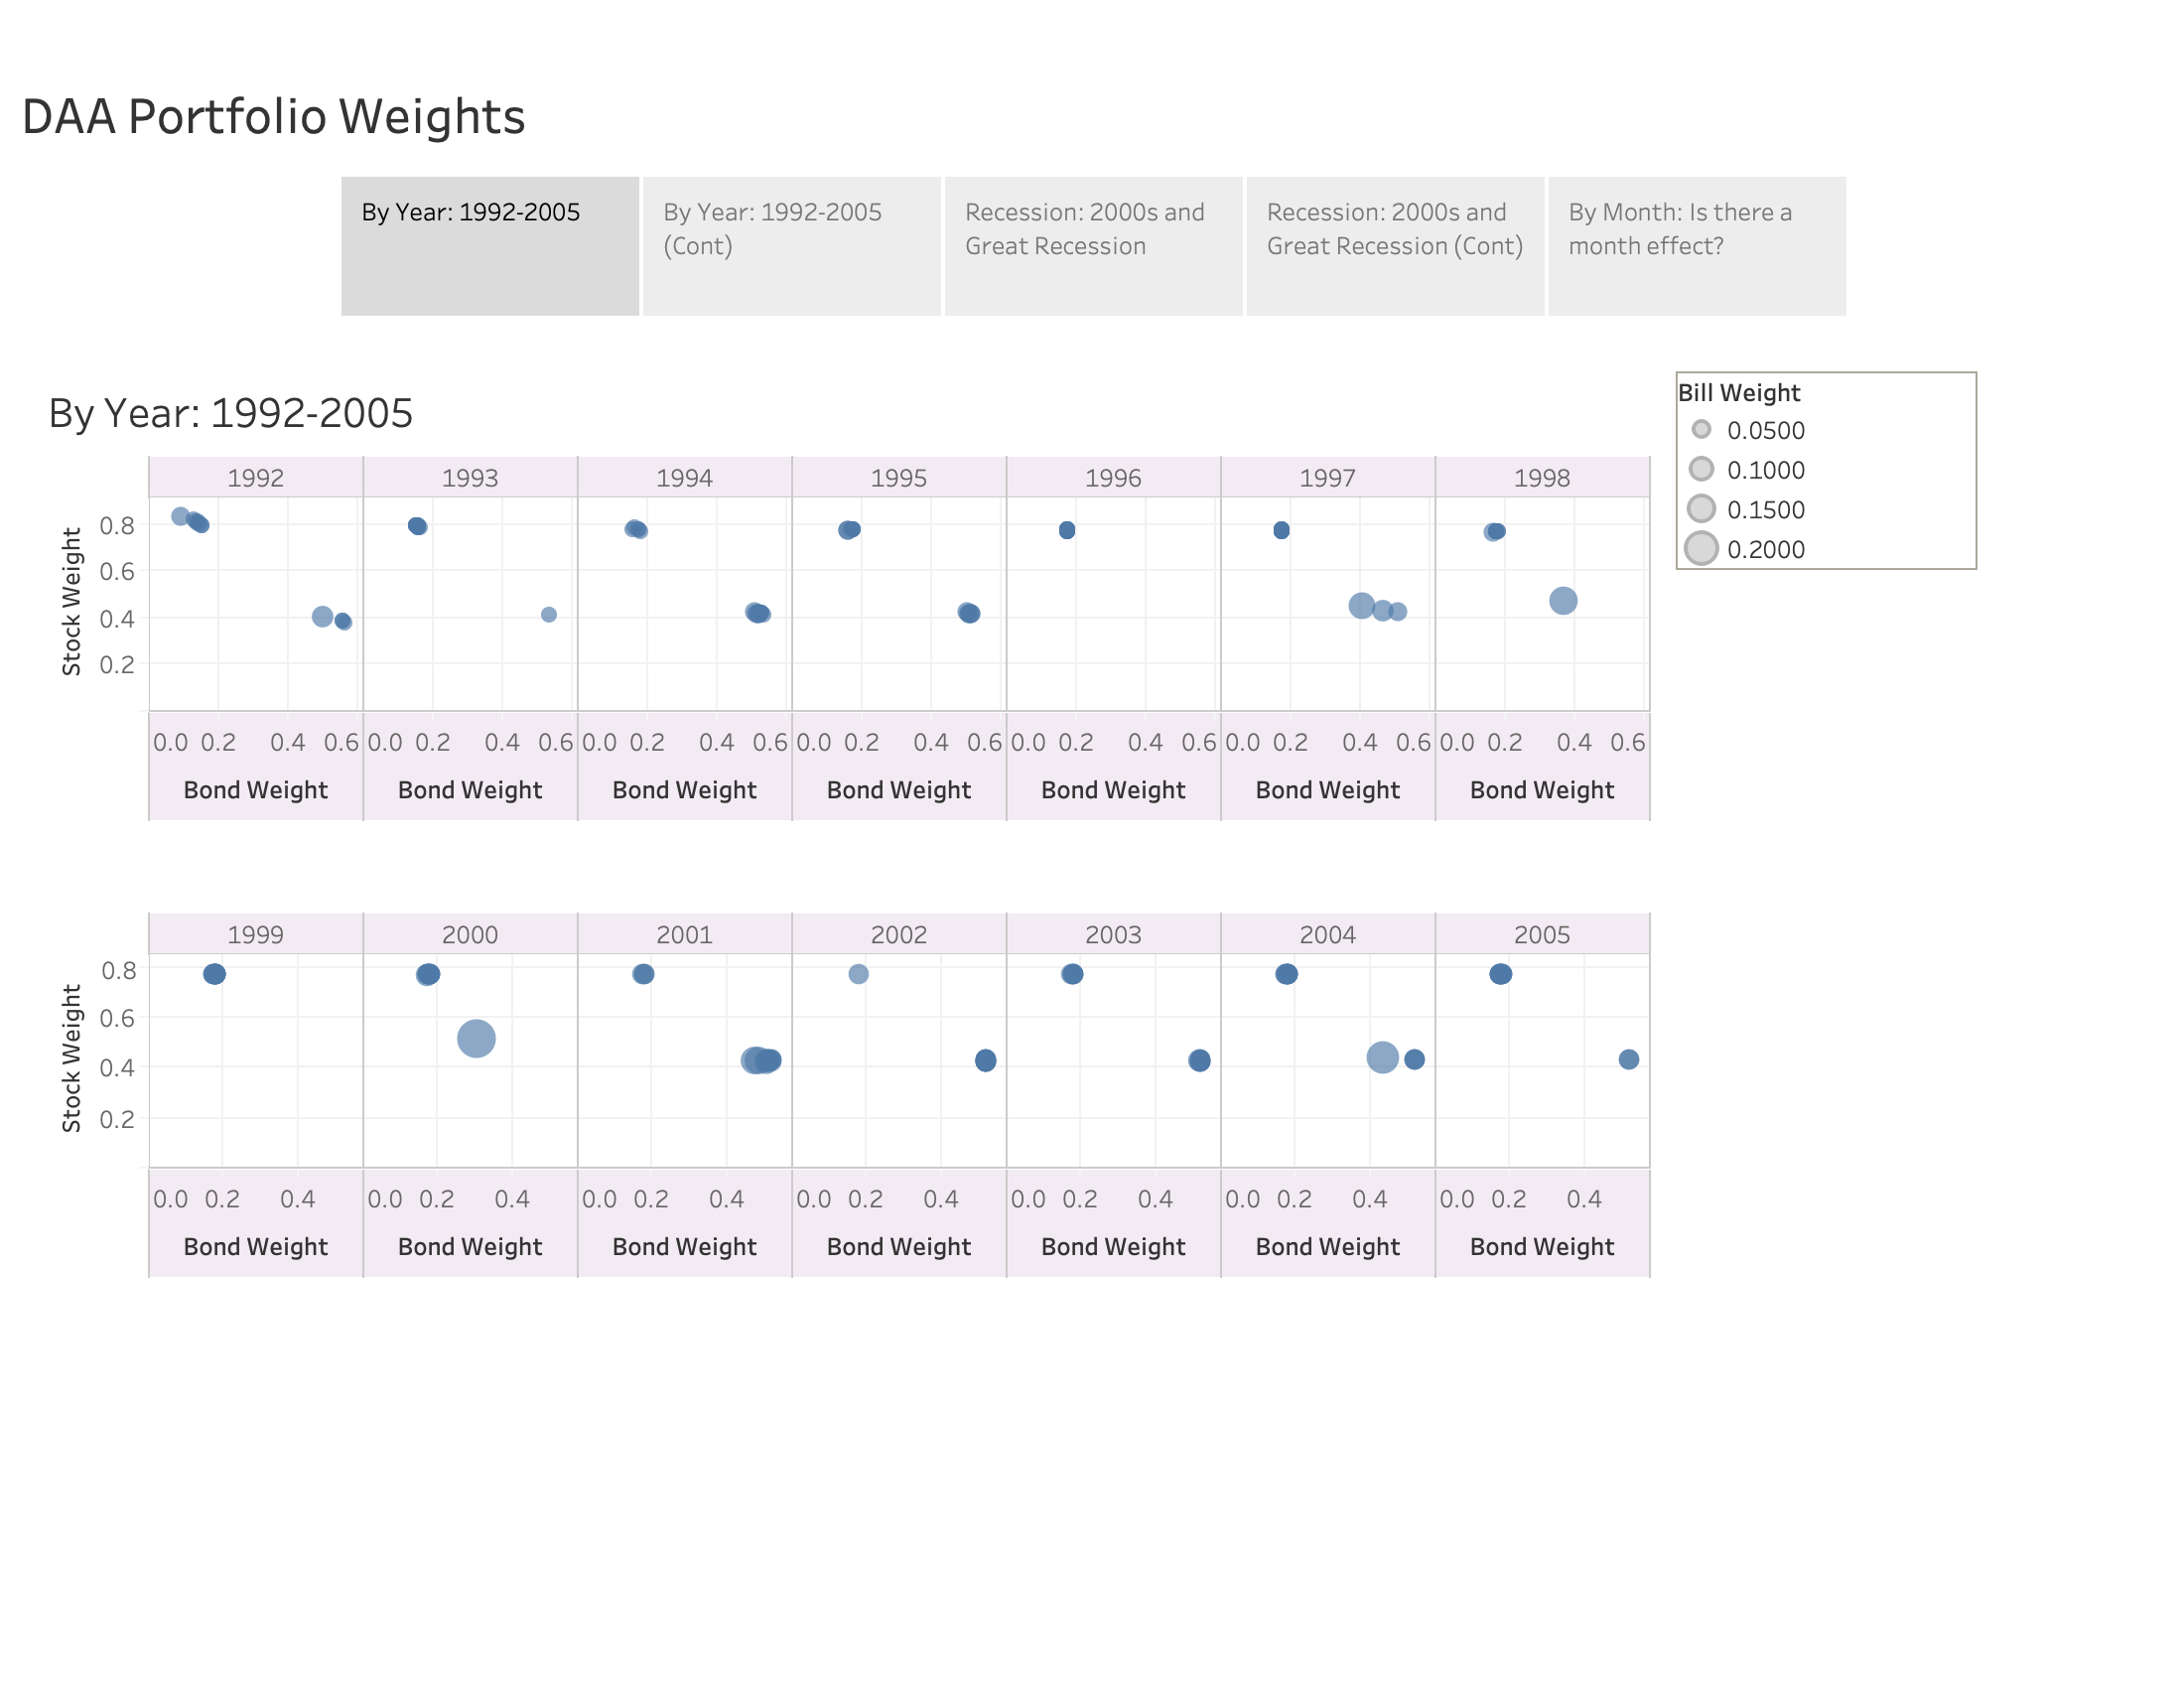 DAA Portfolio Weights
By Year: 1992-2005
By Year: 1992-2005
(Cont)
Recession: 2000s and
Great Recession
Recession: 2000s and
Great Recession (Cont)
By Month: Is there a
month effect?
By Year: 1992-2005
Bill Weight
0.0500
0.1000
0.1500
0.2000
1992 1993 1994 1995 1996 1997 1998
Stock Weight
0.8
0.6
0.4
0.2
0.0 0.2 0.4 0.6 0.0 0.2 0.4 0.6 0.0 0.2 0.4 0.6 0.0 0.2 0.4 0.6 0.0 0.2 0.4 0.6 0.0 0.2 0.4 0.6 0.0 0.2 0.4 0.6
Bond Weight Bond Weight Bond Weight Bond Weight Bond Weight Bond Weight Bond Weight
1999 2000 2001 2002 2003 2004 2005
Stock Weight
0.8
0.6
0.4
0.2
0.0 0.2 0.4 0.0 0.2 0.4 0.0 0.2 0.4 0.0 0.2 0.4 0.0 0.2 0.4 0.0 0.2 0.4 0.0 0.2 0.4
Bond Weight Bond Weight Bond Weight Bond Weight Bond Weight Bond Weight Bond Weight